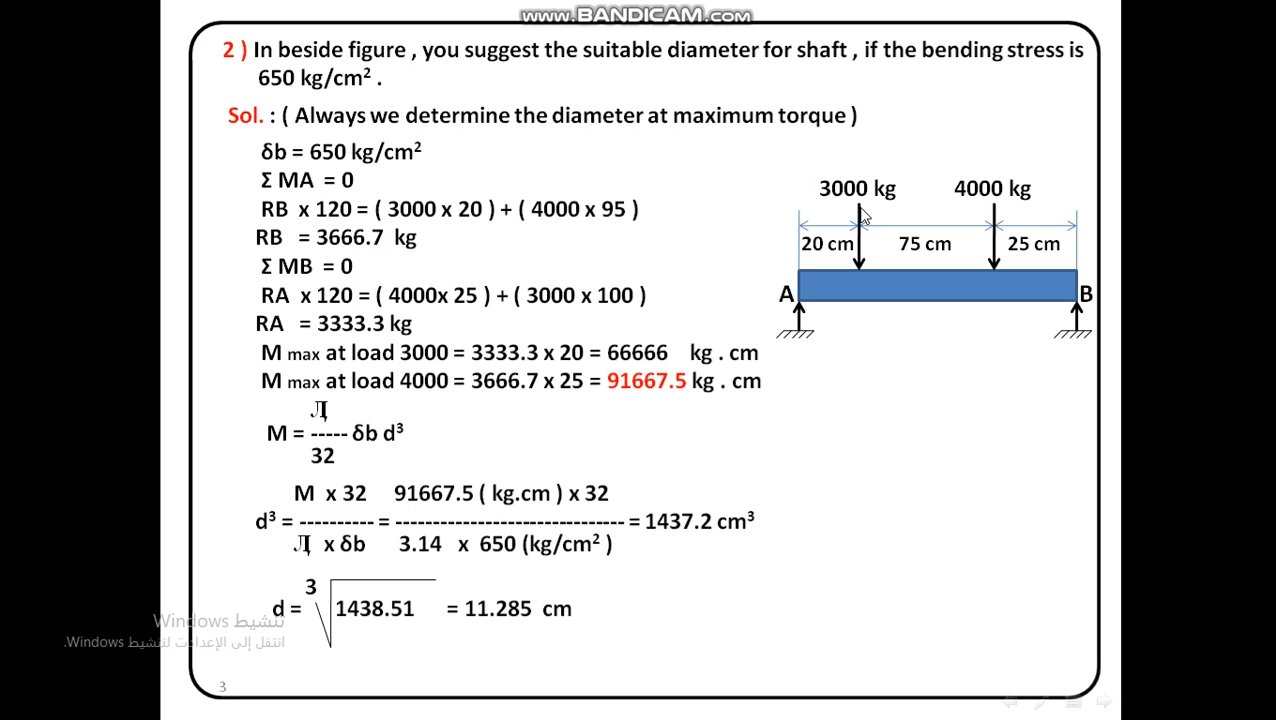 www.BANDICAM.com
2 ) In beside figure , you suggest the suitable diameter for shaft , if the bending stress is
650 kg/cm² .
Sol. : ( Always we determine the diameter at maximum torque )
δb = 650 kg/cm²
Σ MA = 0
RB x 120 = ( 3000 x 20 ) + ( 4000 x 95 )
RB = 3666.7 kg
Σ MB = 0
RA x 120 = ( 4000x 25 ) + ( 3000 x 100 )
RA = 3333.3 kg
M max at load 3000 = 3333.3 x 20 = 66666 kg . cm
M max at load 4000 = 3666.7 x 25 = 91667.5 kg . cm
Д
M = ----- δb d³
32
M x 32 91667.5 ( kg.cm ) x 32
d³ = ---------- = ------------------------------- = 1437.2 cm³
Д x δb 3.14 x 650 (kg/cm² )
3
d = √1438.51 = 11.285 cm
3000 kg 4000 kg
20 cm 75 cm 25 cm
A B
تنشيط Windows
انتقل إلى الإعدادات لتنشيط Windows.
3